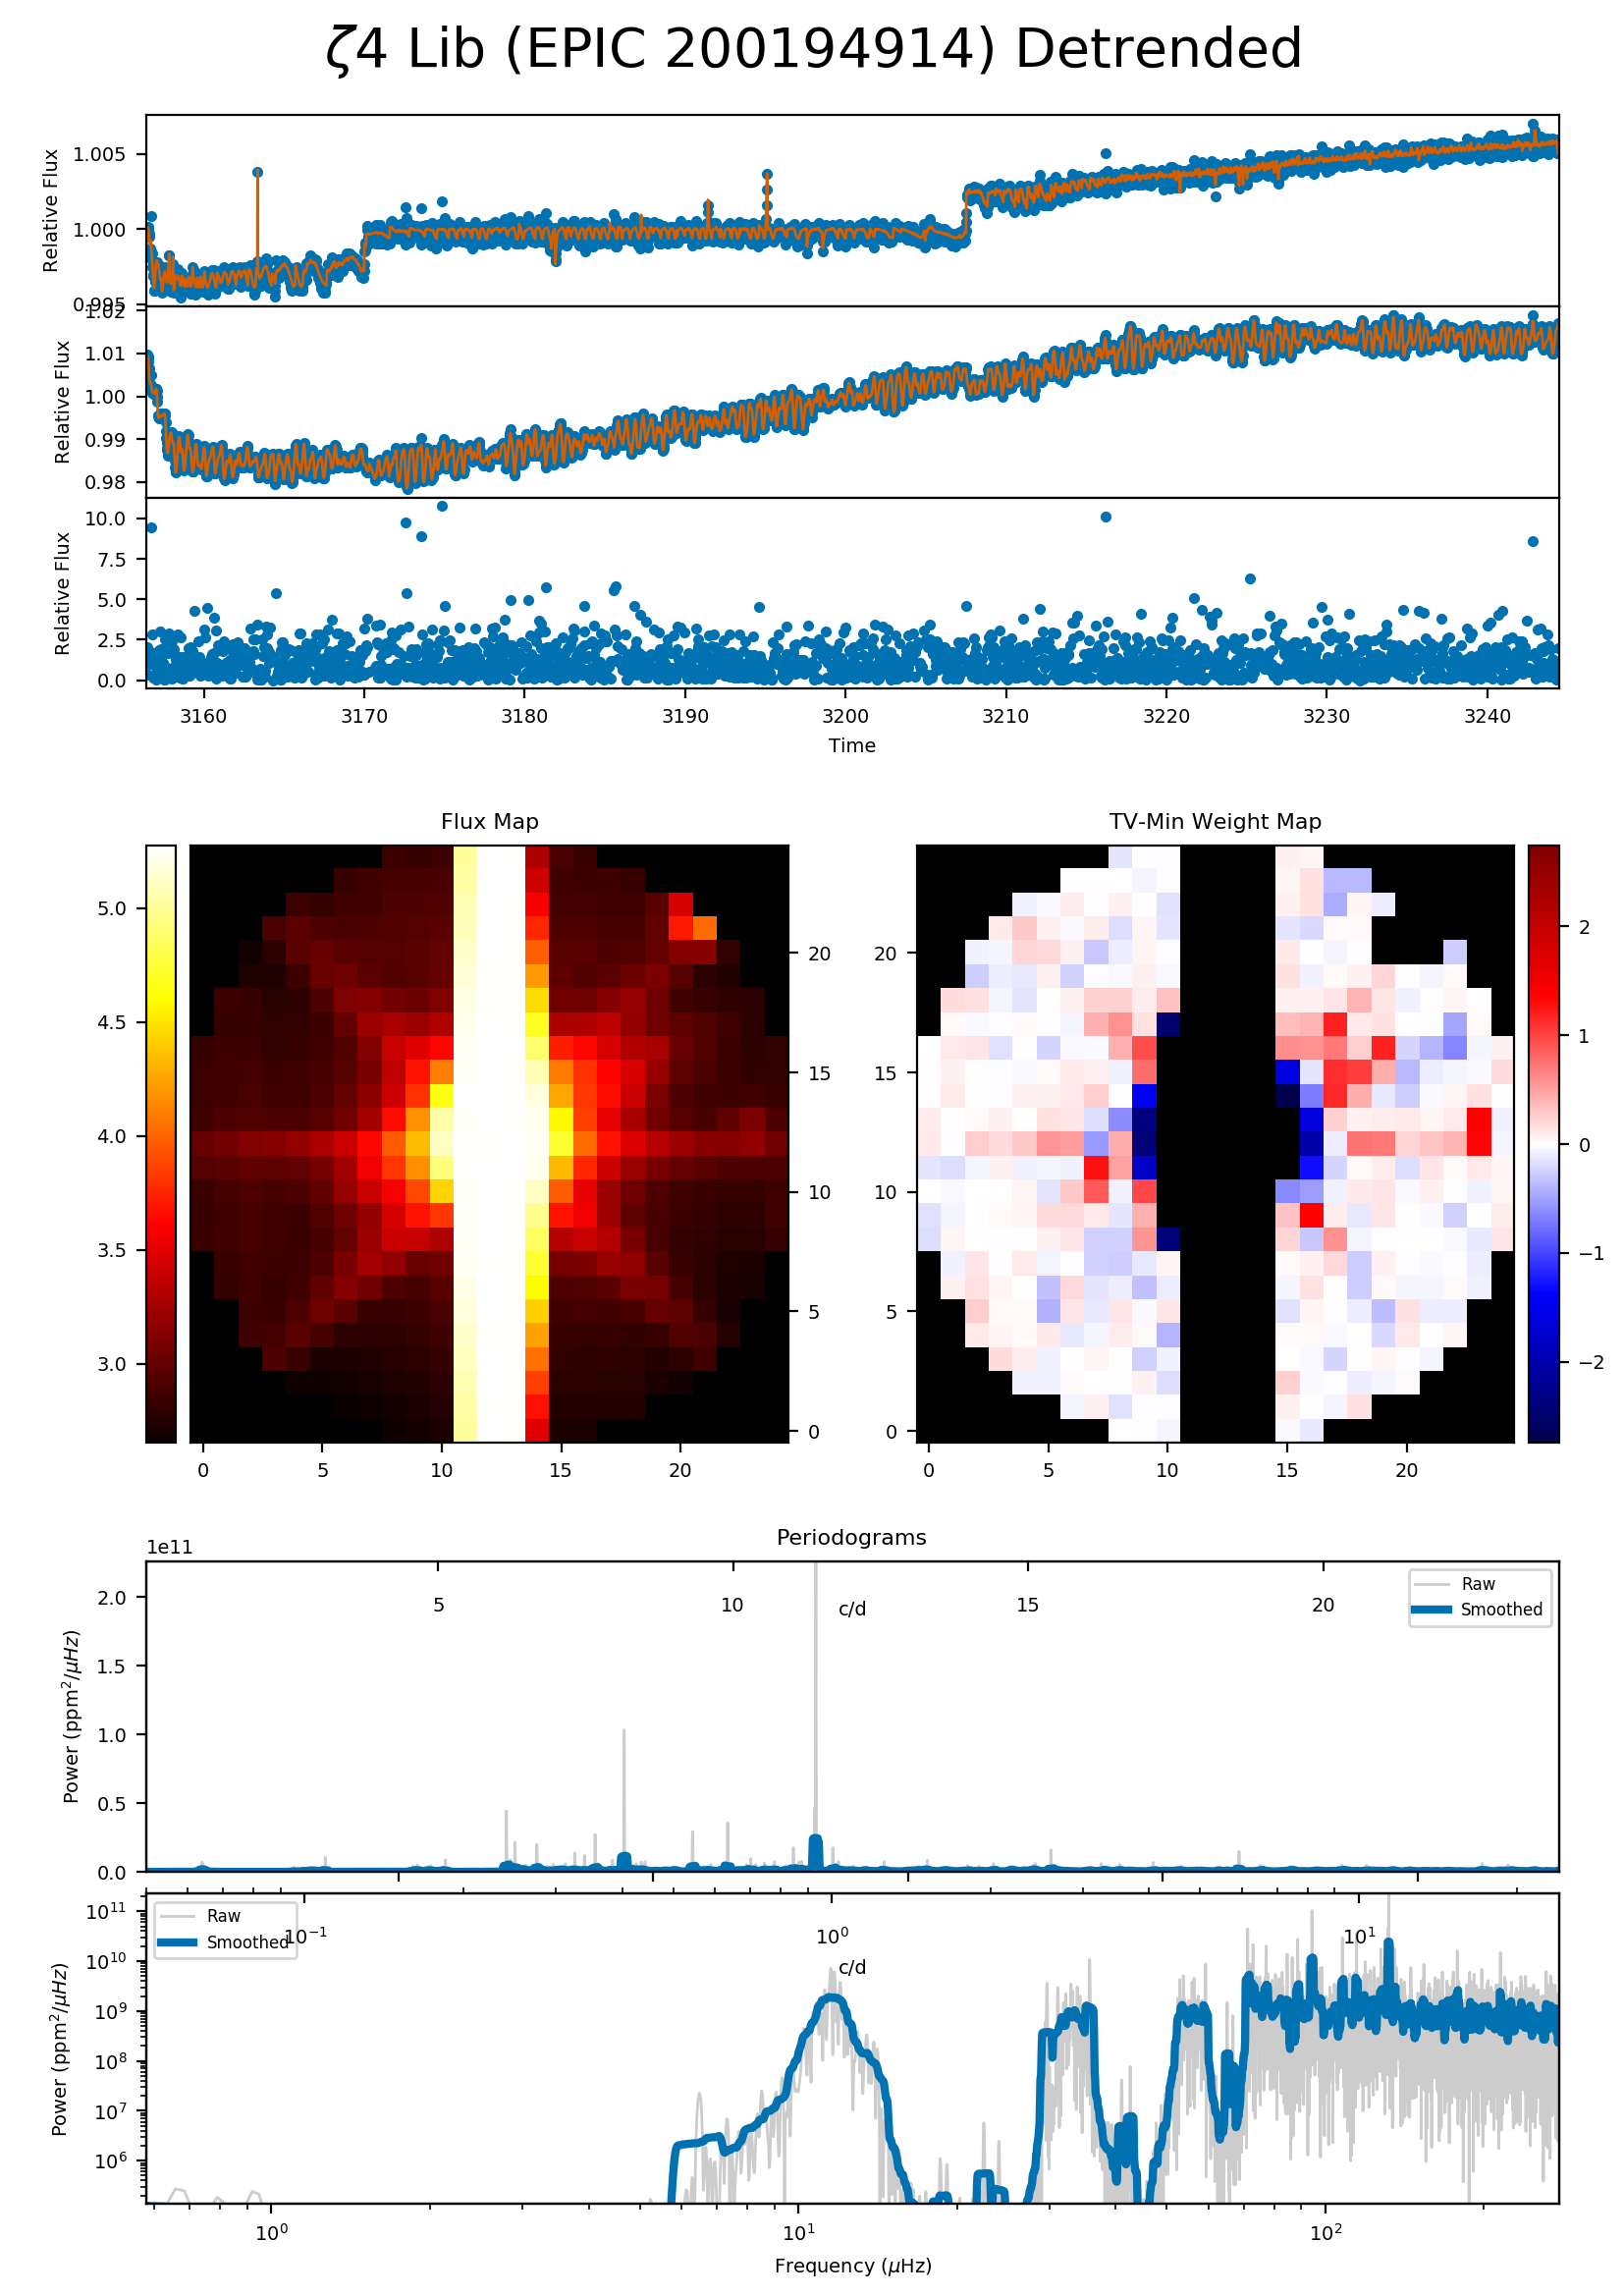 ζ4 Lib (EPIC 200194914) Detrended
1.005
1.000
0.995
Relative Flux
1.02
1.01
1.00
0.99
0.98
Relative Flux
10.0
7.5
5.0
2.5
0.0
Relative Flux
3160 3170 3180 3190 3200 3210 3220 3230 3240
Time
Flux Map
5.0
4.5
4.0
3.5
3.0
20
15
10
5
0
0 5 10 15 20
TV-Min Weight Map
20
15
10
5
0
0 5 10 15 20
2
1
0
−1
−2
Periodograms
1e11
2.0
1.5
1.0
0.5
0.0
Power (ppm²/μHz)
5 10 15 20
c/d
Raw
Smoothed
10¹¹
10¹⁰
10⁹
10⁸
10⁷
10⁶
Power (ppm²/μHz)
Raw
Smoothed
10⁻¹ 10⁰ 10¹
c/d
10⁰ 10¹ 10²
Frequency (μHz)